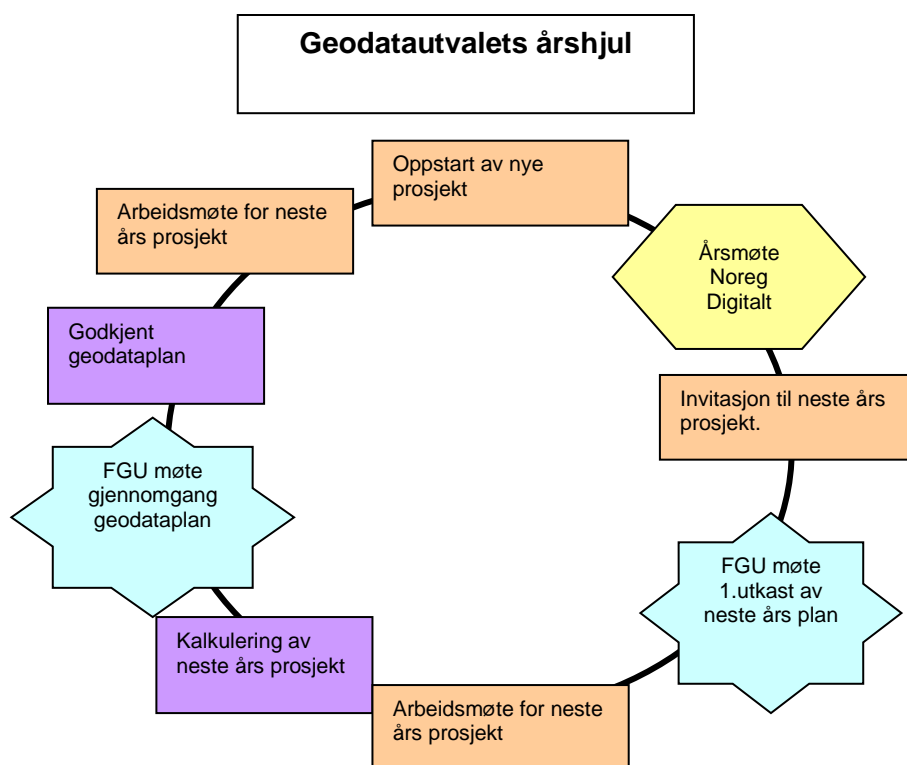 Geodatautvalets årshjul
Oppstart av nye
prosjekt
Årsmøte
Noreg
Digitalt
Invitasjon til neste års
prosjekt.
FGU møte
1.utkast av
neste års plan
Arbeidsmøte for neste
års prosjekt
Kalkulering av
neste års prosjekt
FGU møte
gjennomgang
geodataplan
Godkjent
geodataplan
Arbeidsmøte for neste
års prosjekt